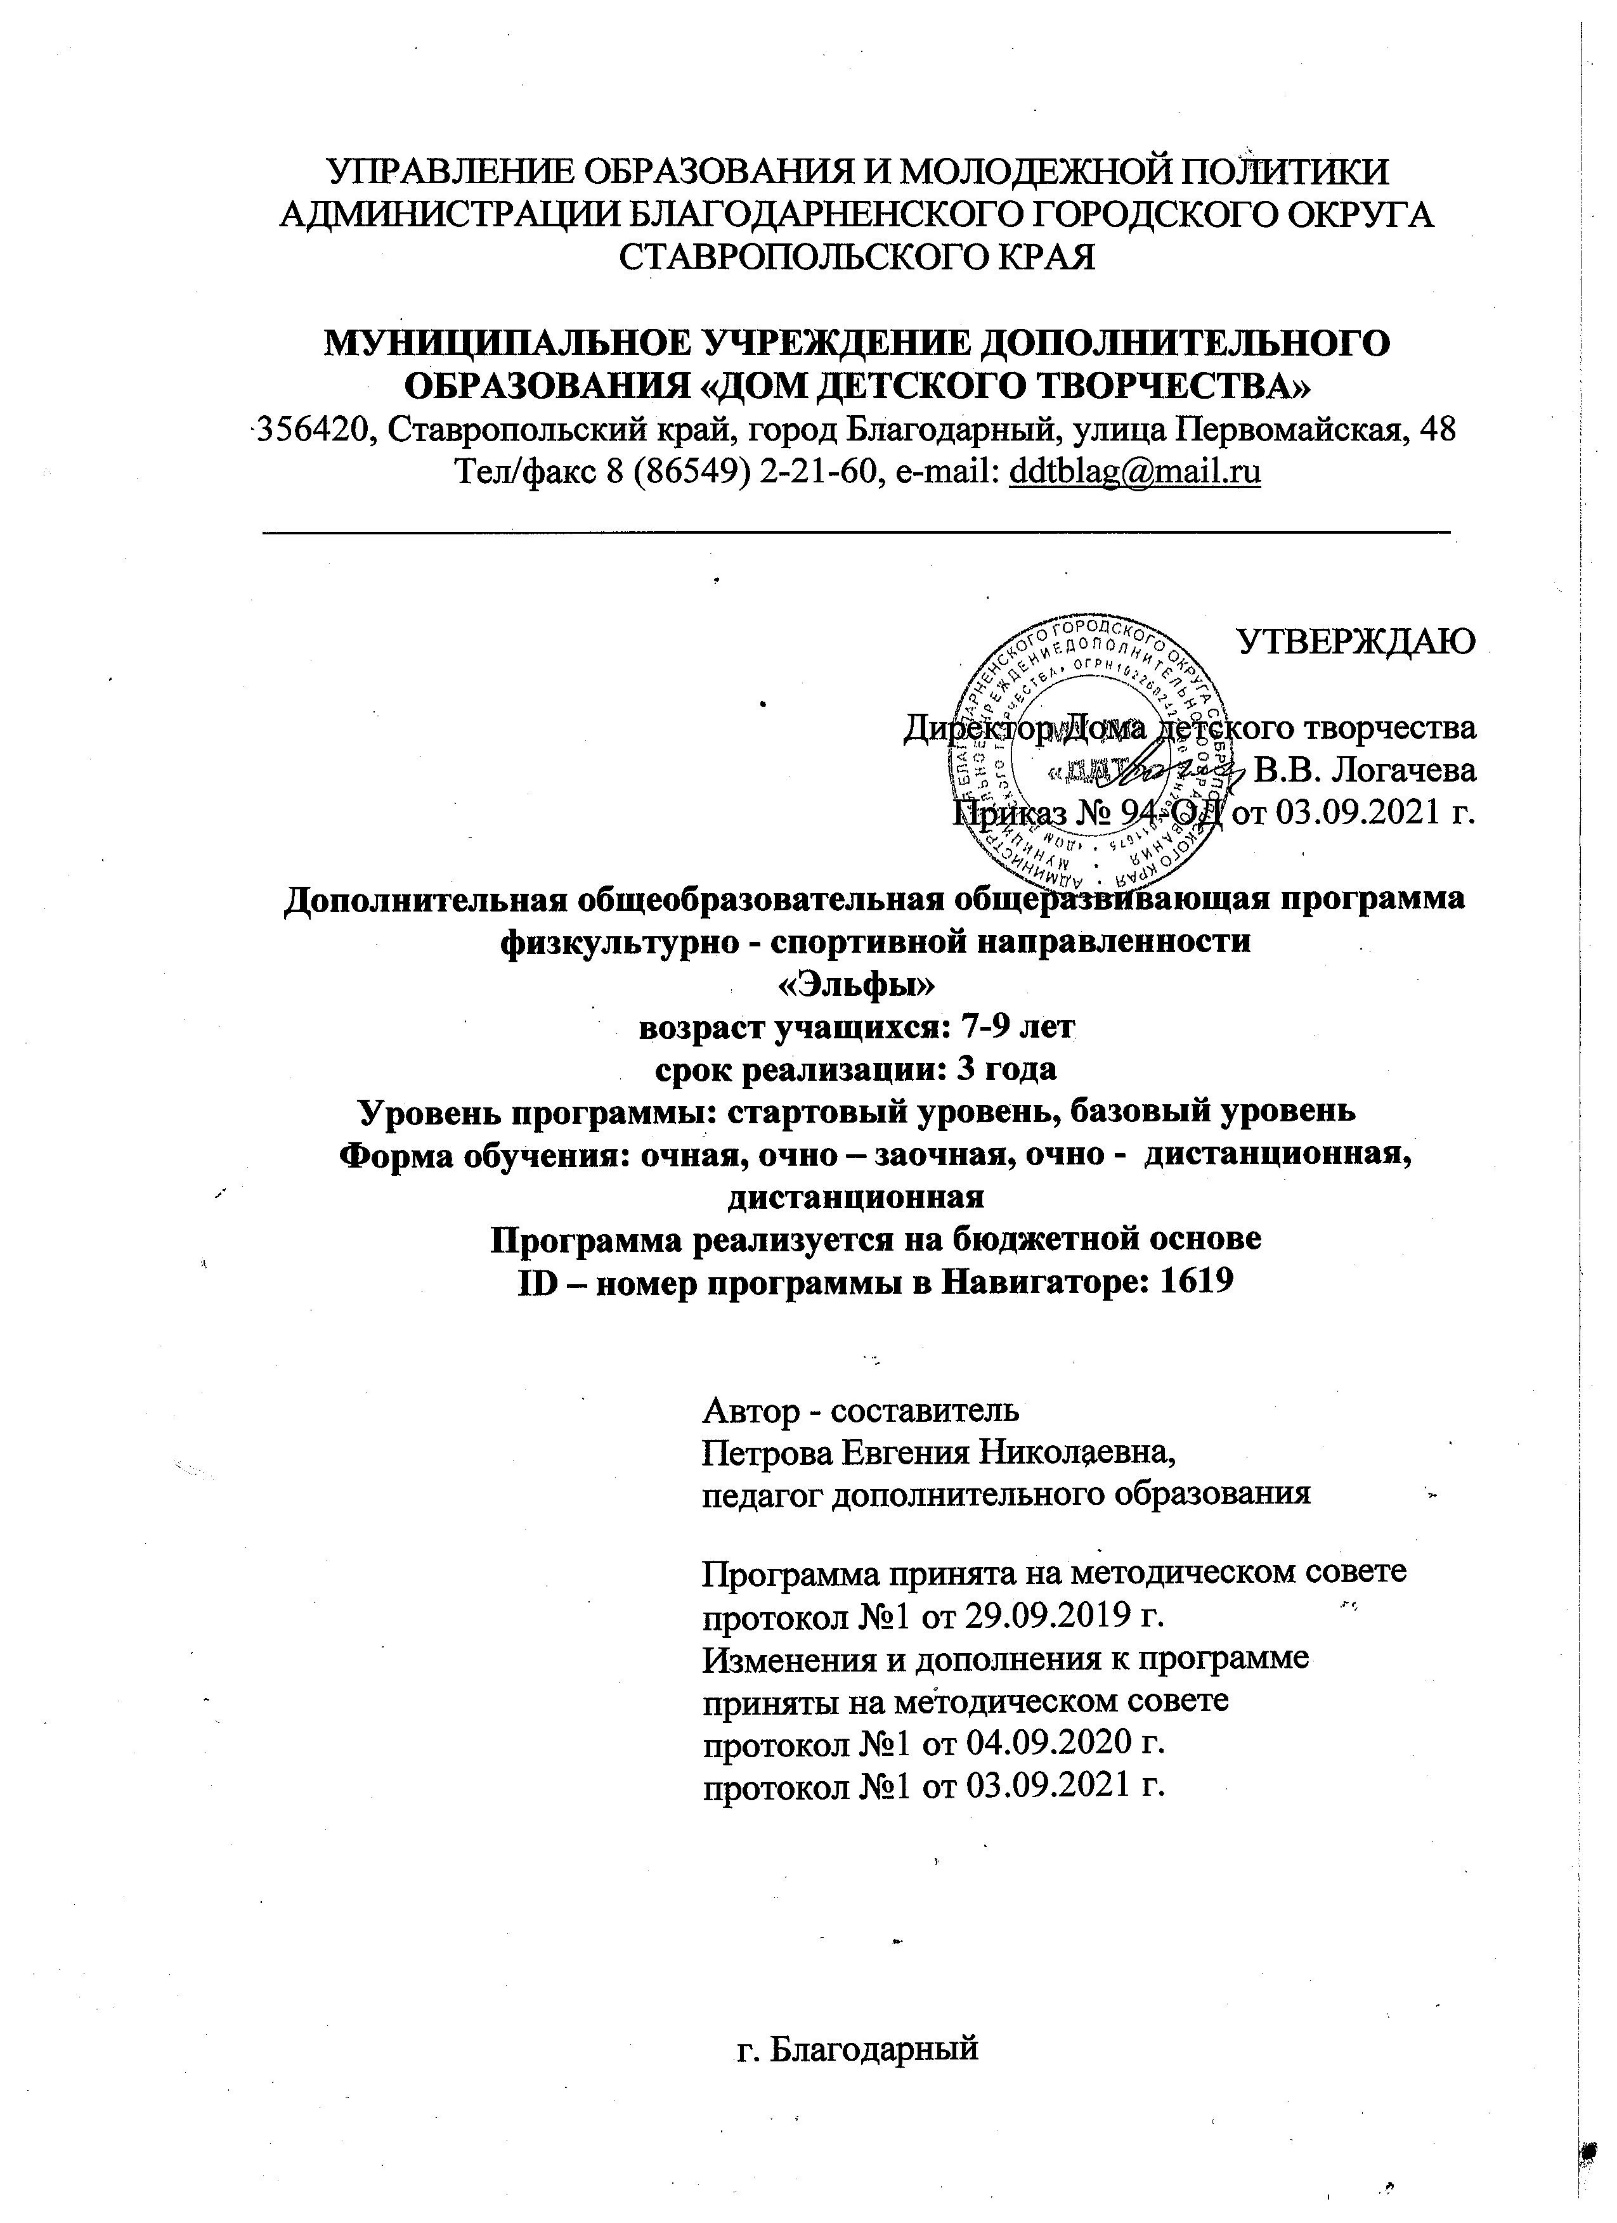 УПРАВЛЕНИЕ ОБРАЗОВАНИЯ И МОЛОДЕЖНОЙ ПОЛИТИКИ
АДМИНИСТРАЦИИ БЛАГОДАРНЕНСКОГО ГОРОДСКОГО ОКРУГА
СТАВРОПОЛЬСКОГО КРАЯ
МУНИЦИПАЛЬНОЕ УЧРЕЖДЕНИЕ ДОПОЛНИТЕЛЬНОГО
ОБРАЗОВАНИЯ «ДОМ ДЕТСКОГО ТВОРЧЕСТВА»
356420, Ставропольский край, город Благодарный, улица Первомайская, 48
Тел/факс 8 (86549) 2-21-60, e-mail: ddtblag@mail.ru
УТВЕРЖДАЮ
Директор Дома детского творчества
В.В. Логачева
Приказ № 94-ОД от 03.09.2021 г.
Дополнительная общеобразовательная общеразвивающая программа
физкультурно - спортивной направленности
«Эльфы»
возраст учащихся: 7-9 лет
срок реализации: 3 года
Уровень программы: стартовый уровень, базовый уровень
Форма обучения: очная, очно – заочная, очно - дистанционная,
дистанционная
Программа реализуется на бюджетной основе
ID – номер программы в Навигаторе: 1619
Автор - составитель
Петрова Евгения Николаевна,
педагог дополнительного образования
Программа принята на методическом совете
протокол №1 от 29.09.2019 г.
Изменения и дополнения к программе
приняты на методическом совете
протокол №1 от 04.09.2020 г.
протокол №1 от 03.09.2021 г.
г. Благодарный